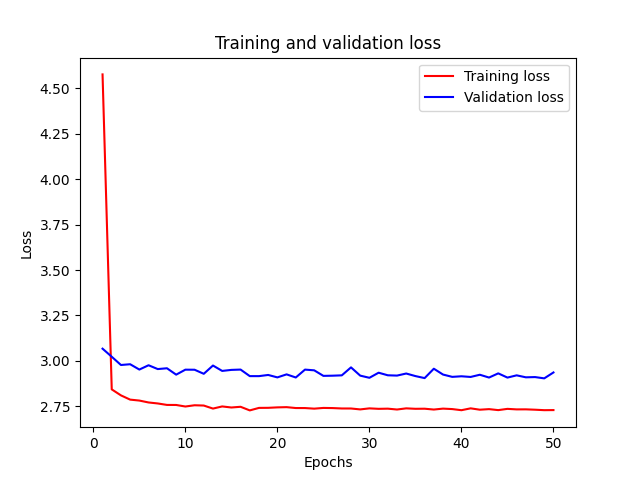 Training and validation loss
Training loss
Validation loss
4.50
4.25
4.00
3.75
3.50
3.25
3.00
2.75
Loss
0 10 20 30 40 50
Epochs